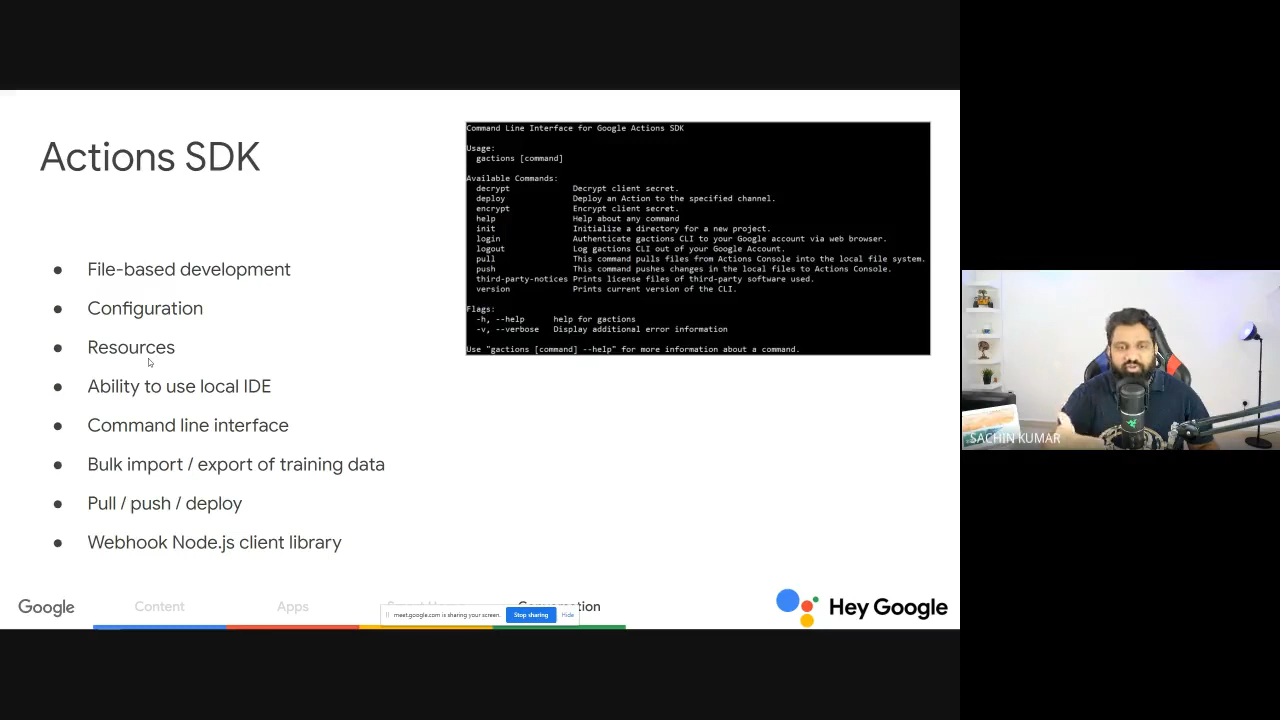 Actions SDK
File-based development
Configuration
Resources
Ability to use local IDE
Command line interface
Bulk import / export of training data
Pull / push / deploy
Webhook Node.js client library
Command Line Interface for Google Actions SDK
Usage:
gactions [command]
Available Commands:
decrypt Decrypt client secret.
deploy Deploy an Action to the specified channel.
encrypt Encrypt client secret.
help Help about any command
init Initialize a directory for a new project.
login Authenticate gactions CLI to your Google account via web browser.
logout Log gactions CLI out of your Google Account.
pull This command pulls files from Actions Console into the local file system.
push This command pushes changes in the local files to Actions Console.
third-party-notices Prints license files of third-party software used.
version Prints current version of the CLI.
Flags:
-h, --help help for gactions
-v, --verbose Display additional error information
Use "gactions [command] --help" for more information about a command.
SACHIN KUMAR
Google Content Apps
meet.google.com is sharing your screen. Stop sharing Hide
Hey Google